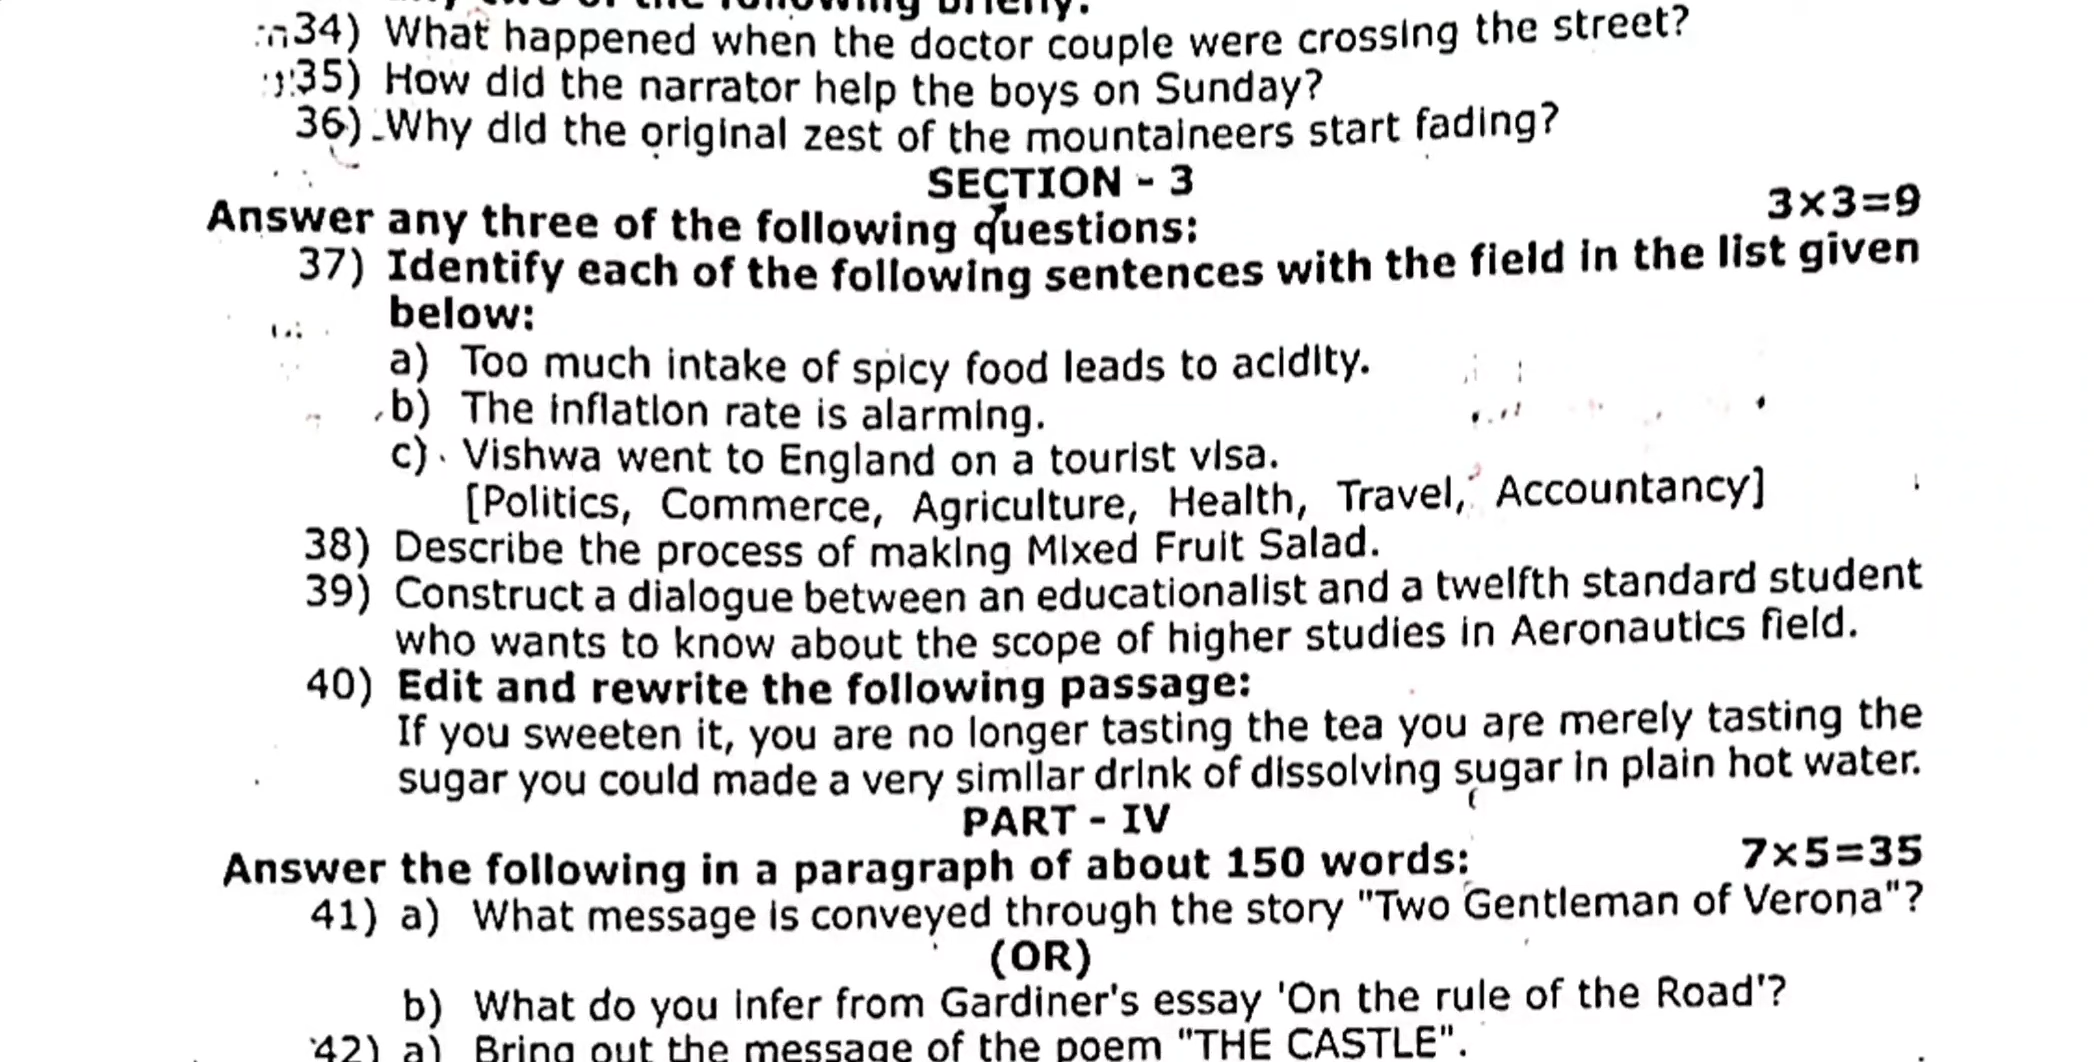 two of the following briefly:
34) What happened when the doctor couple were crossing the street?
35) How did the narrator help the boys on Sunday?
36) Why did the original zest of the mountaineers start fading?
SECTION - 3
Answer any three of the following questions: 3×3=9
37) Identify each of the following sentences with the field in the list given
below:
a) Too much intake of spicy food leads to acidity.
b) The inflation rate is alarming.
c) Vishwa went to England on a tourist visa.
[Politics, Commerce, Agriculture, Health, Travel, Accountancy]
38) Describe the process of making Mixed Fruit Salad.
39) Construct a dialogue between an educationalist and a twelfth standard student
who wants to know about the scope of higher studies in Aeronautics field.
40) Edit and rewrite the following passage:
If you sweeten it, you are no longer tasting the tea you are merely tasting the
sugar you could made a very similar drink of dissolving sugar in plain hot water.
PART - IV
Answer the following in a paragraph of about 150 words: 7×5=35
41) a) What message is conveyed through the story "Two Gentleman of Verona"?
(OR)
b) What do you infer from Gardiner's essay 'On the rule of the Road'?
42) a) Bring out the message of the poem "THE CASTLE".